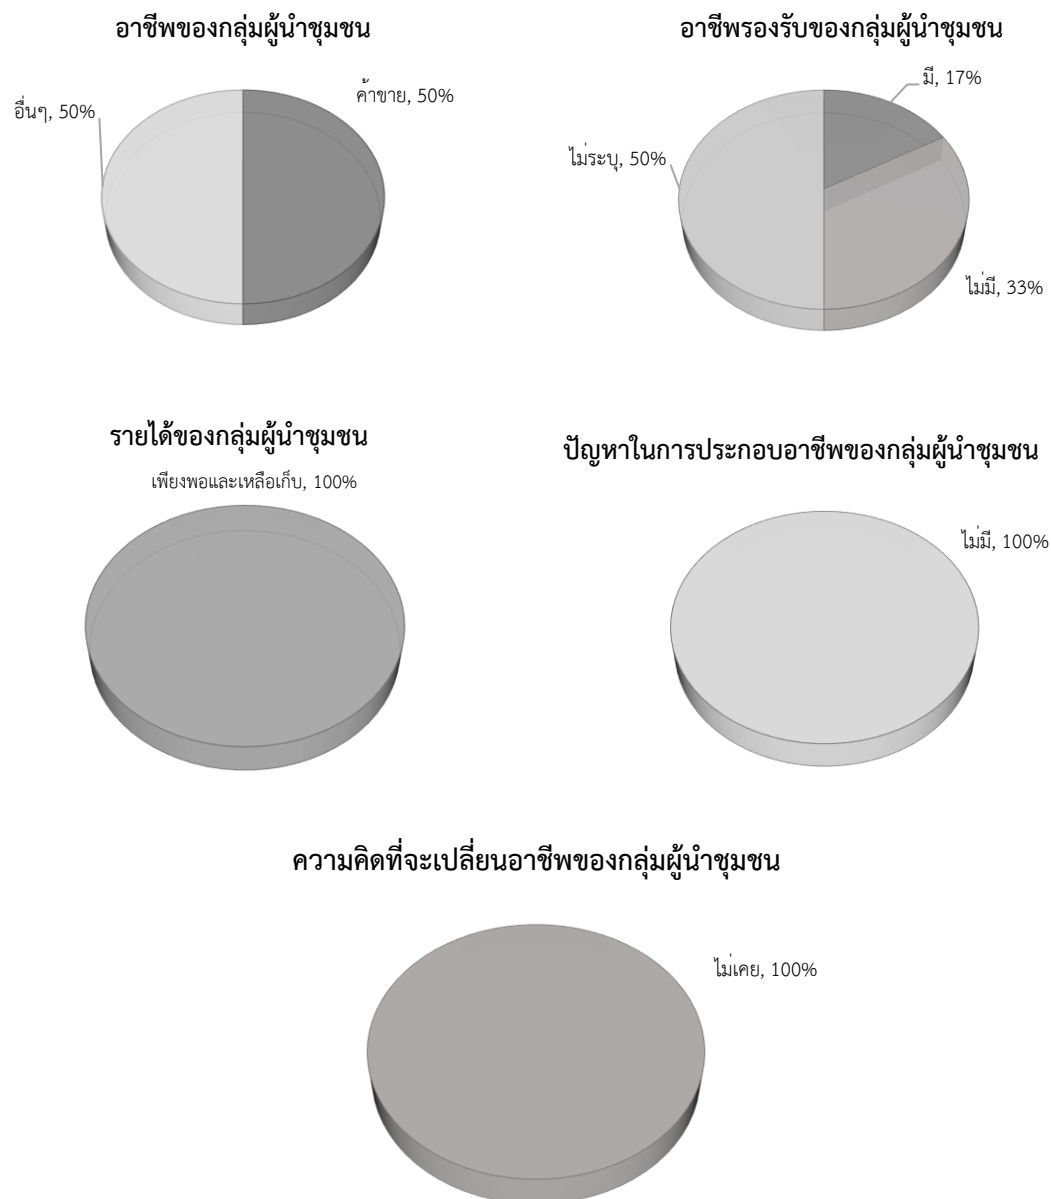 อาชีพของกลุ่มผู้นำชุมชน
อื่นๆ, 50%
ค้าขาย, 50%
อาชีพรองรับของกลุ่มผู้นำชุมชน
มี, 17%
ไม่ระบุ, 50%
ไม่มี, 33%
รายได้ของกลุ่มผู้นำชุมชน
เพียงพอและเหลือเก็บ, 100%
ปัญหาในการประกอบอาชีพของกลุ่มผู้นำชุมชน
ไม่มี, 100%
ความคิดที่จะเปลี่ยนอาชีพของกลุ่มผู้นำชุมชน
ไม่เคย, 100%